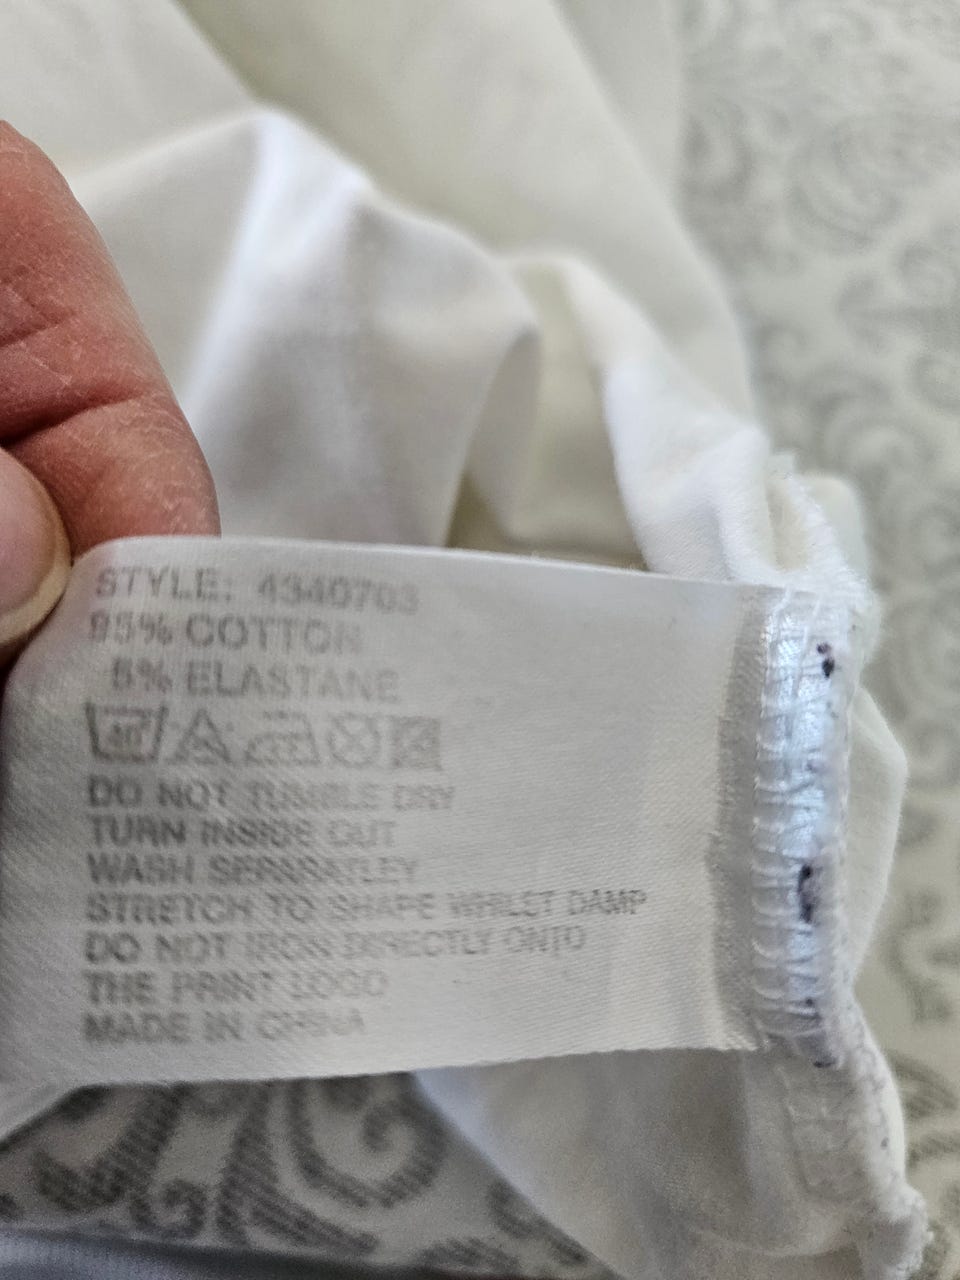 STYLE: 4340703
95% COTTON
5% ELASTANE
40
DO NOT TUMBLE DRY
TURN INSIDE OUT
WASH SEPARATLEY
STRETCH TO SHAPE WHILST DAMP
DO NOT IRON DIRECTLY ONTO
THE PRINT LOGO
MADE IN CHINA